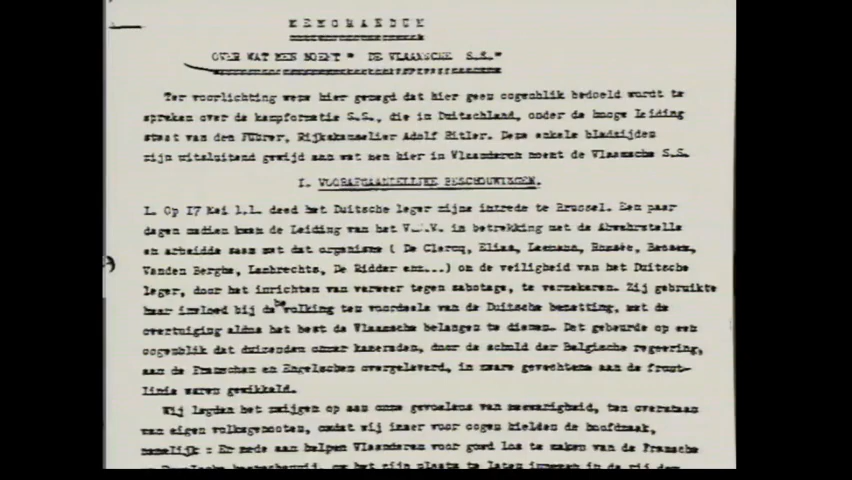 MEMORANDUM
OVER WAT MEN NOEMT " DE VLAAMSCHE S.S."
Ter voorlichting weze hier gezegd dat hier geen oogenblik bedoeld wordt te
spreken over de kampformatie S.S., die in Duitschland, onder de hooge Leiding
staat van den Führer, Rijkskanselier Adolf Hitler. Deze enkele bladzijden
zijn uitsluitend gewijd aan wat men hier in Vlaanderen noemt de Vlaamsche S.S.
I. VOORAFGAANDELIJKE BESCHOUWINGEN.
1. Op 17 Mei l.l. deed het Duitsche leger zijne intrede te Brussel. Een paar
dagen nadien kwam de Leiding van het V.N.V. in betrekking met de Abwehrstelle
en arbeidde saam met dat organisme ( De Clercq, Elias, Leemans, Romsée,
Vanden Berghe, Lambrechts, De Ridder enz...) om de veiligheid van het Duitsche
leger, door het inrichten van verweer tegen sabotage, te verzekeren. Zij gebruikte
haar invloed bij de bevolking ten voordeele van de Duitsche bezetting, met de
overtuiging aldus het best de Vlaamsche belangen te dienen. Dat gebeurde op een
oogenblik dat duizenden onzer kameraden, door de schuld der Belgische regeering,
aan de Franschen en Engelschen overgeleverd, in zware gevechten aan de front-
linie waren gewikkeld.
Wij legden het zwijgen op aan onze gevoelens van meewarigheid, ten overstaan
van eigen volksgenooten, omdat wij immer voor oogen hielden de hoofdzaak,
namelijk : Er mede aan helpen Vlaanderen voor goed los te maken van de Fransche